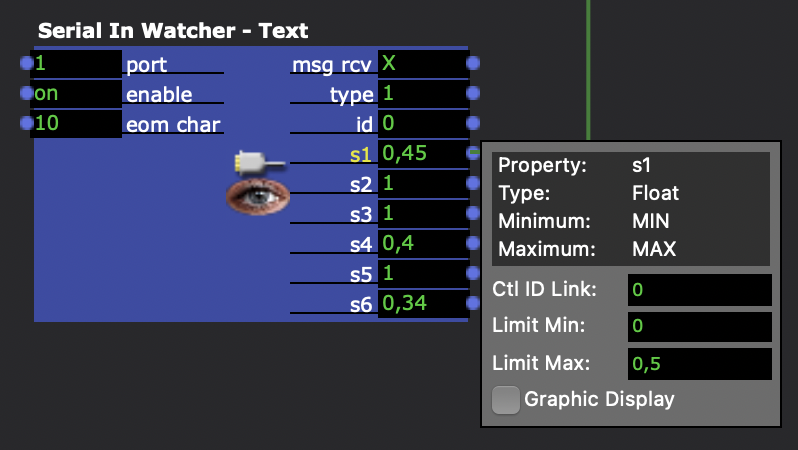 Serial In Watcher - Text
1 port msg rcv X
on enable type 1
10 eom char id 0
s1 0,45
s2 1
s3 1
s4 0,4
s5 1
s6 0,34
Property: s1
Type: Float
Minimum: MIN
Maximum: MAX
Ctl ID Link: 0
Limit Min: 0
Limit Max: 0,5
Graphic Display